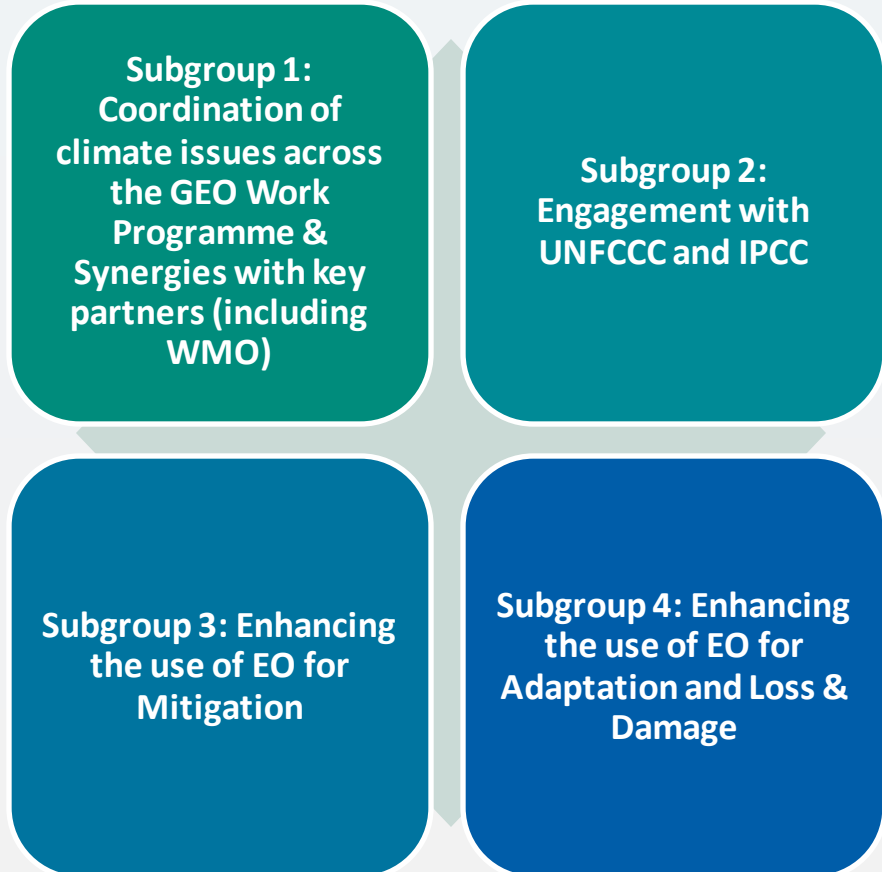 Subgroup 1:
Coordination of
climate issues across
the GEO Work
Programme &
Synergies with key
partners (including
WMO)
Subgroup 2:
Engagement with
UNFCCC and IPCC
Subgroup 3: Enhancing
the use of EO for
Mitigation
Subgroup 4: Enhancing
the use of EO for
Adaptation and Loss &
Damage